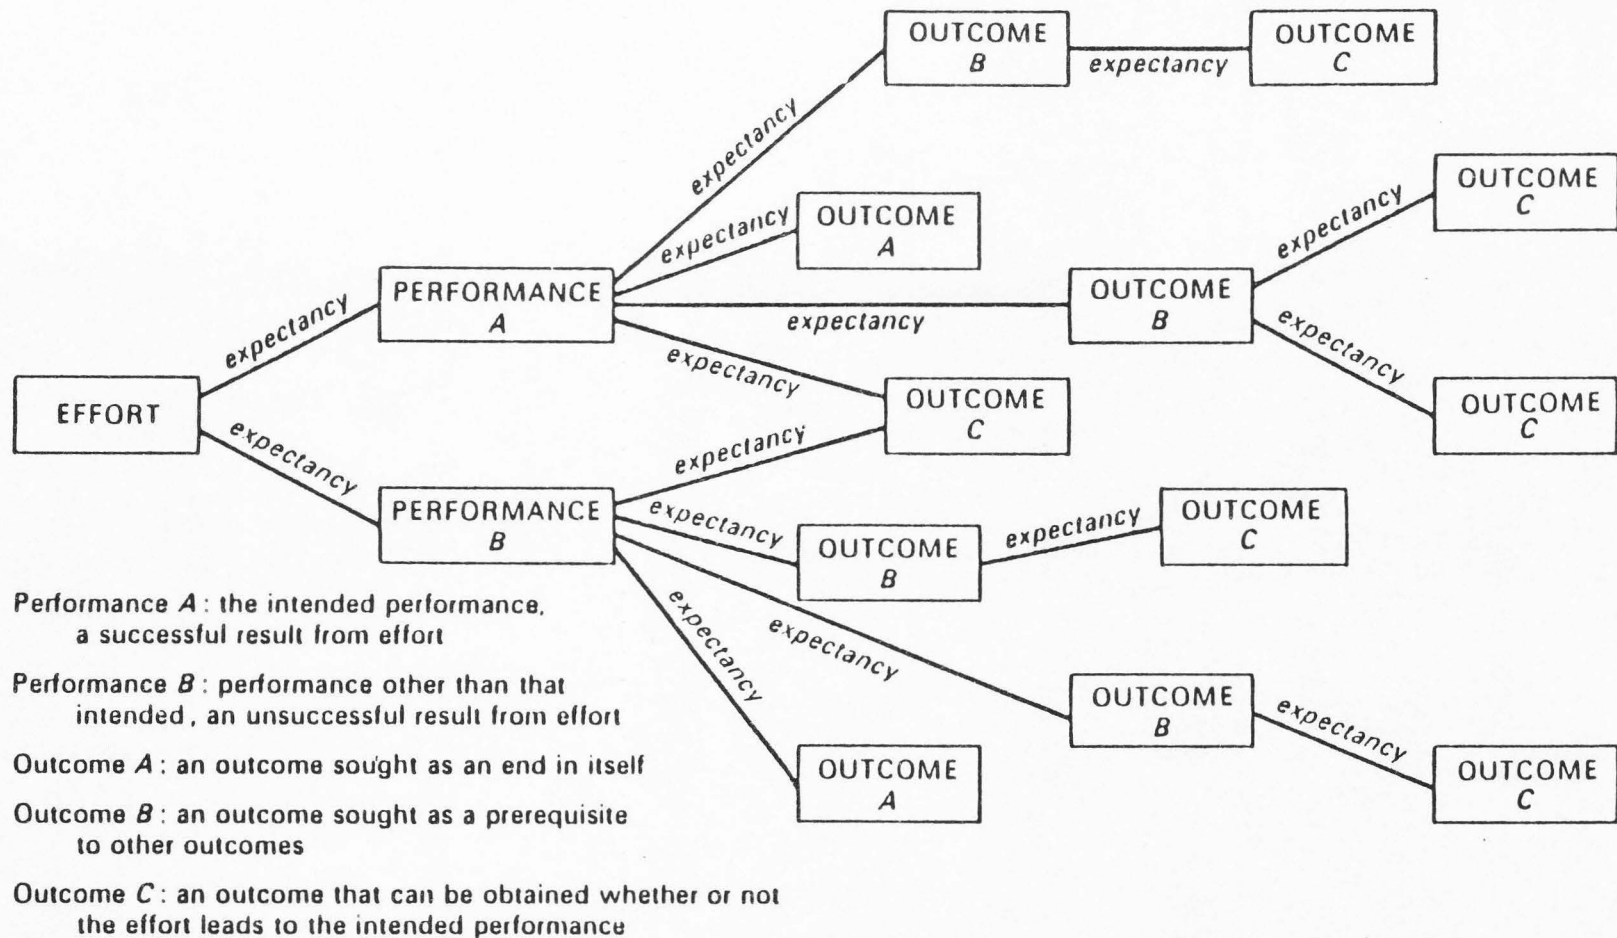 OUTCOME
B
expectancy
OUTCOME
C
expectancy
OUTCOME
C
expectancy
OUTCOME
A
expectancy
PERFORMANCE
A
expectancy
OUTCOME
B
expectancy
expectancy
expectancy
expectancy
OUTCOME
C
OUTCOME
C
EFFORT
expectancy
expectancy
PERFORMANCE
B
expectancy
OUTCOME
B
expectancy
OUTCOME
C
expectancy
expectancy
OUTCOME
B
expectancy
OUTCOME
A
OUTCOME
C
Performance A : the intended performance,
a successful result from effort
Performance B : performance other than that
intended, an unsuccessful result from effort
Outcome A : an outcome sought as an end in itself
Outcome B : an outcome sought as a prerequisite
to other outcomes
Outcome C : an outcome that can be obtained whether or not
the effort leads to the intended performance